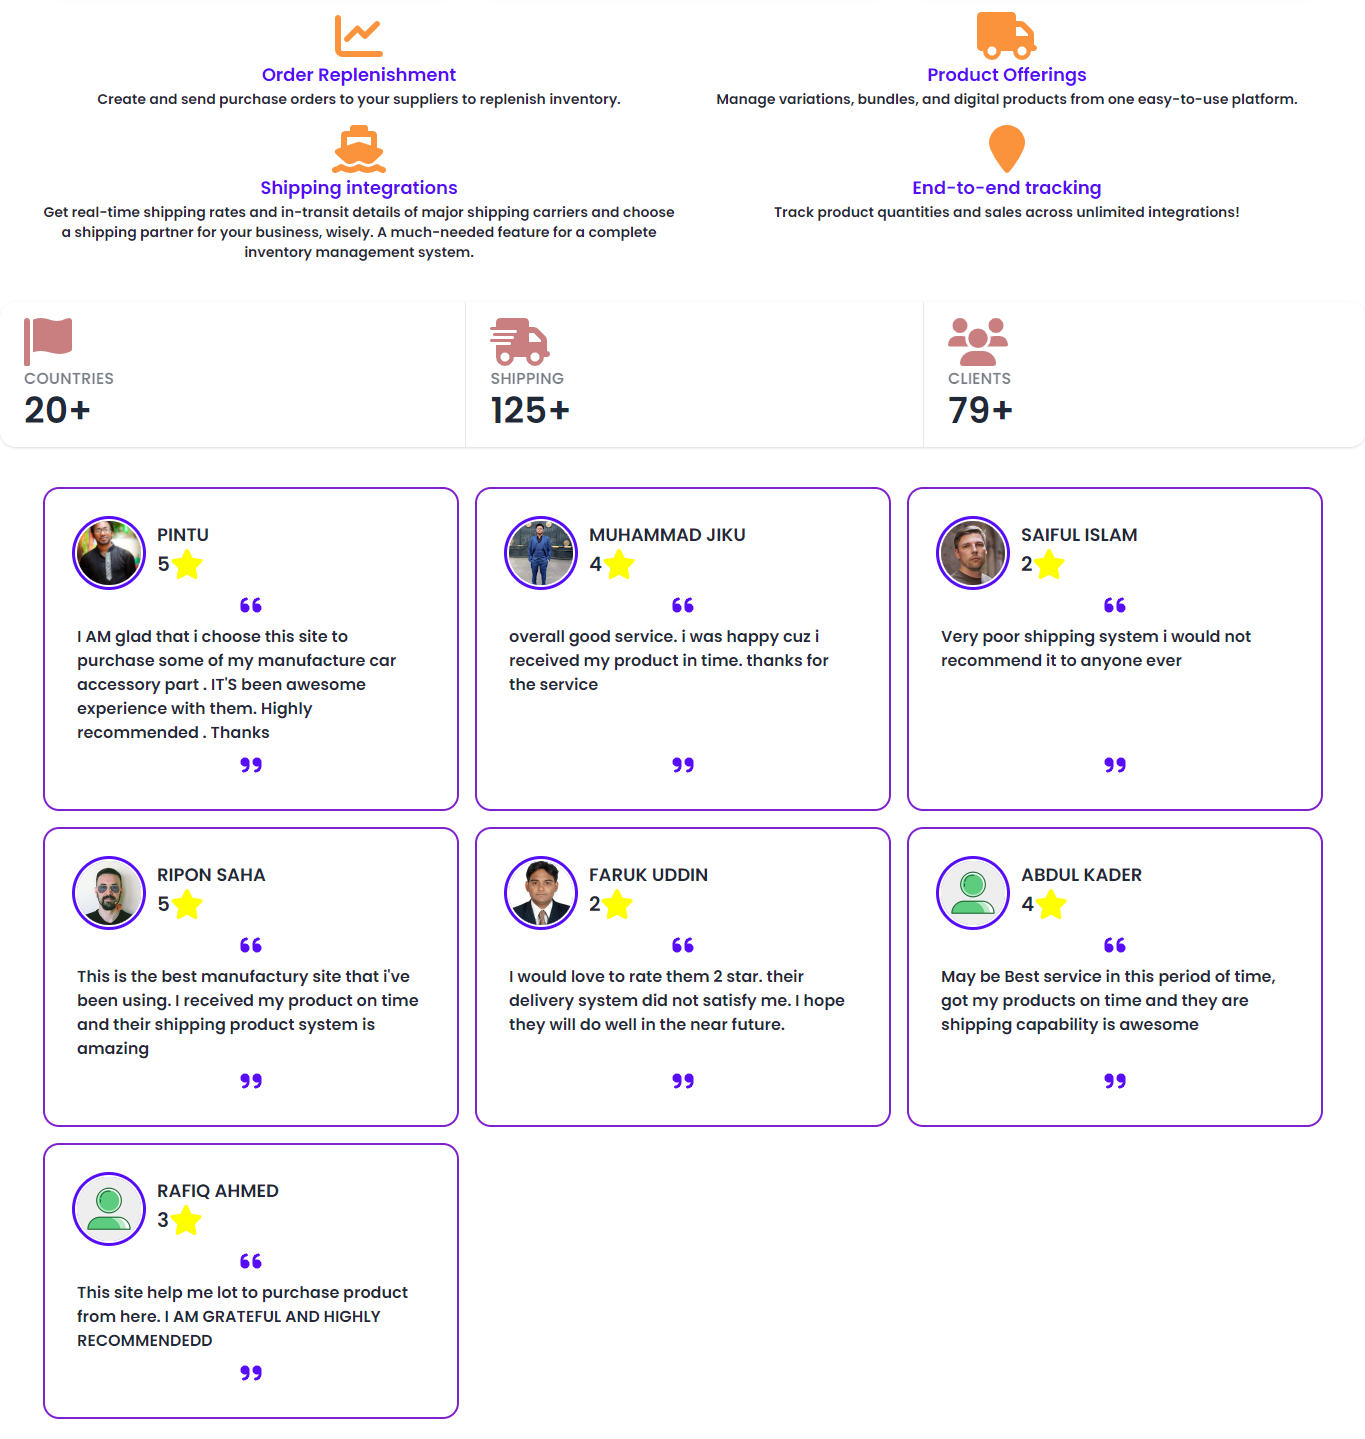 Order Replenishment
Create and send purchase orders to your suppliers to replenish inventory.
Product Offerings
Manage variations, bundles, and digital products from one easy-to-use platform.
Shipping integrations
Get real-time shipping rates and in-transit details of major shipping carriers and choose
a shipping partner for your business, wisely. A much-needed feature for a complete
inventory management system.
End-to-end tracking
Track product quantities and sales across unlimited integrations!
COUNTRIES
20+
SHIPPING
125+
CLIENTS
79+
PINTU
5
“
I AM glad that i choose this site to
purchase some of my manufacture car
accessory part . IT'S been awesome
experience with them. Highly
recommended . Thanks
”
MUHAMMAD JIKU
4
“
overall good service. i was happy cuz i
received my product in time. thanks for
the service
”
SAIFUL ISLAM
2
“
Very poor shipping system i would not
recommend it to anyone ever
”
RIPON SAHA
5
“
This is the best manufactury site that i've
been using. I received my product on time
and their shipping product system is
amazing
”
FARUK UDDIN
2
“
I would love to rate them 2 star. their
delivery system did not satisfy me. I hope
they will do well in the near future.
”
ABDUL KADER
4
“
May be Best service in this period of time,
got my products on time and they are
shipping capability is awesome
”
RAFIQ AHMED
3
“
This site help me lot to purchase product
from here. I AM GRATEFUL AND HIGHLY
RECOMMENDEDD
”